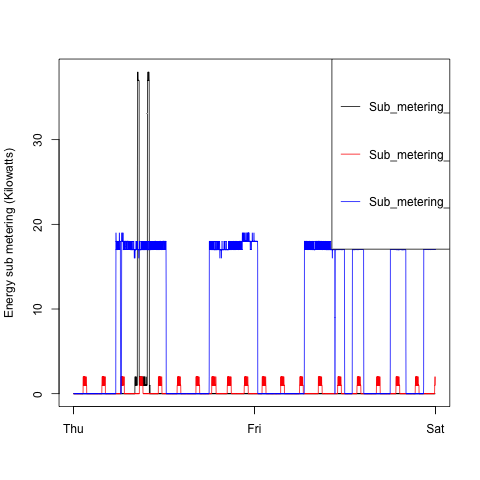 Energy sub metering (Kilowatts)
30
20
10
0
Sub_metering_
Sub_metering_
Sub_metering_
Thu
Fri
Sat